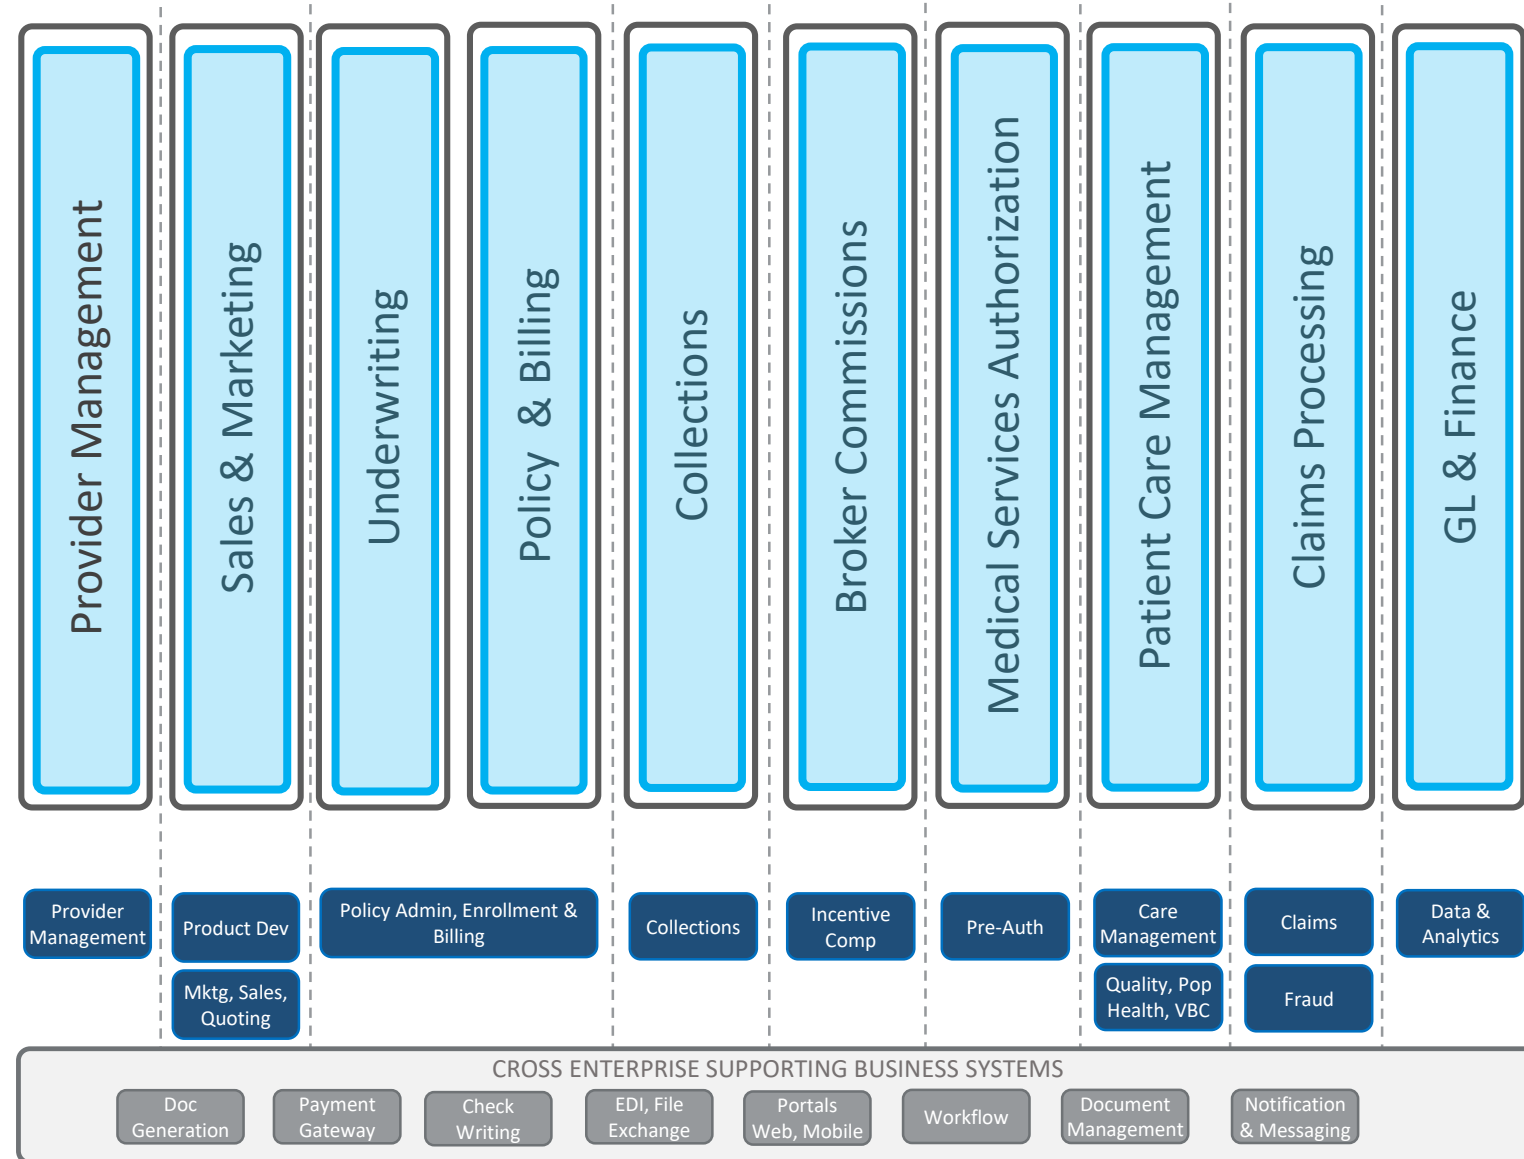 Provider Management
Sales & Marketing
Underwriting
Policy & Billing
Collections
Broker Commissions
Medical Services Authorization
Patient Care Management
Claims Processing
GL & Finance
Provider
Management
Product Dev
Mktg, Sales,
Quoting
Policy Admin, Enrollment &
Billing
Collections
Incentive
Comp
Pre-Auth
Care
Management
Quality, Pop
Health, VBC
Claims
Fraud
Data &
Analytics
CROSS ENTERPRISE SUPPORTING BUSINESS SYSTEMS
Doc
Generation
Payment
Gateway
Check
Writing
EDI, File
Exchange
Portals
Web, Mobile
Workflow
Document
Management
Notification
& Messaging